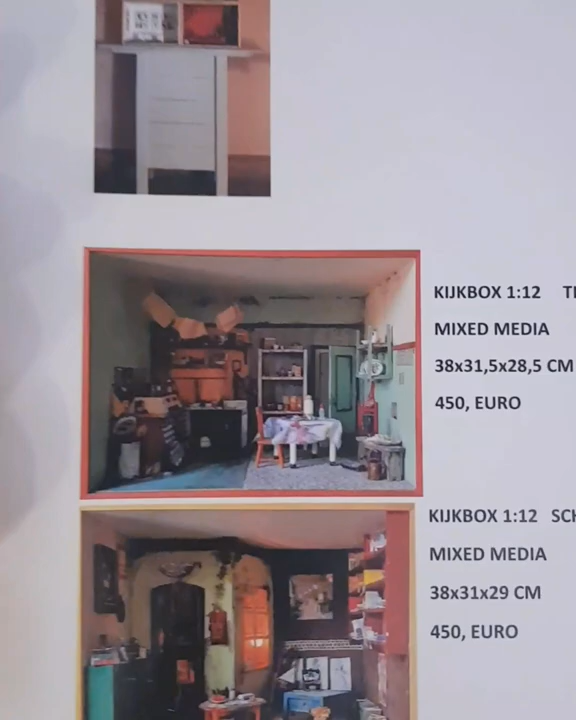 KIJKBOX 1:12
MIXED MEDIA
38x31,5x28,5 CM
450, EURO
KIJKBOX 1:12
MIXED MEDIA
38x31x29 CM
450, EURO